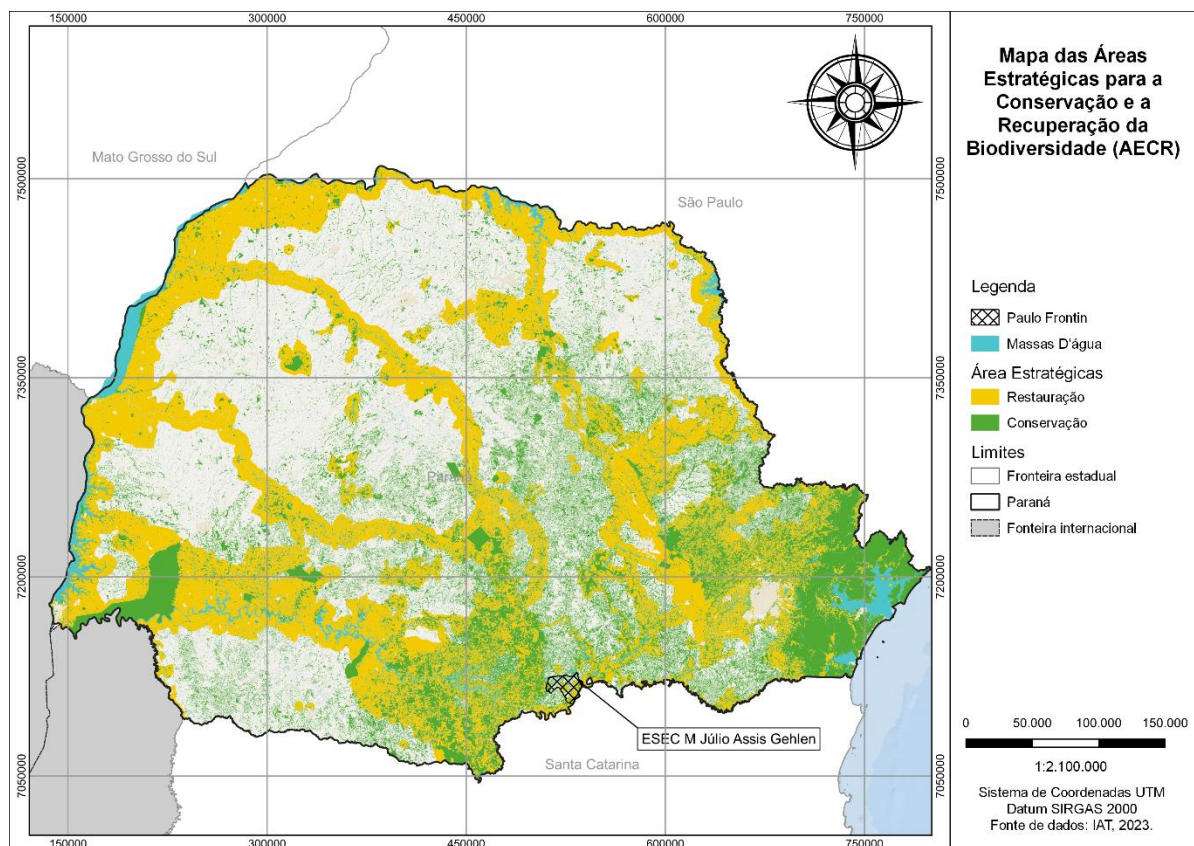 150000
300000
450000
600000
750000
Mapa das Áreas
Estratégicas para a
Conservação e a
Recuperação da
Biodiversidade (AECR)
Mato Grosso do Sul
São Paulo
7500000
7500000
Legenda
Paulo Frontin
Massas D'água
Área Estratégicas
Restauração
Conservação
Limites
Fronteira estadual
Paraná
Fonteira internacional
7350000
7350000
Paraná
7200000
7200000
ESEC M Júlio Assis Gehlen
Santa Catarina
7050000
7050000
0
50.000
100.000
150.000
1:2.100.000
Sistema de Coordenadas UTM
Datum SIRGAS 2000
Fonte de dados: IAT, 2023.
150000
300000
450000
600000
750000